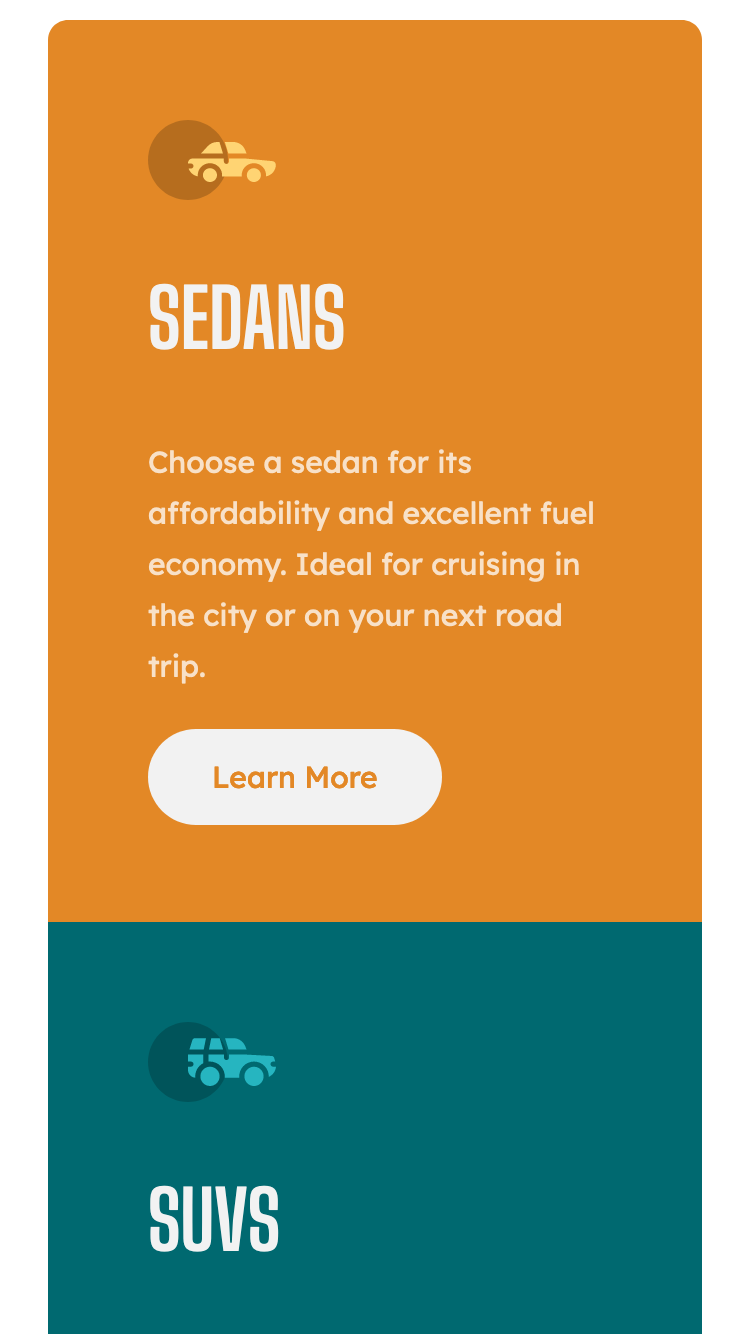 SEDANS
Choose a sedan for its
affordability and excellent fuel
economy. Ideal for cruising in
the city or on your next road
trip.
Learn More
SUVS